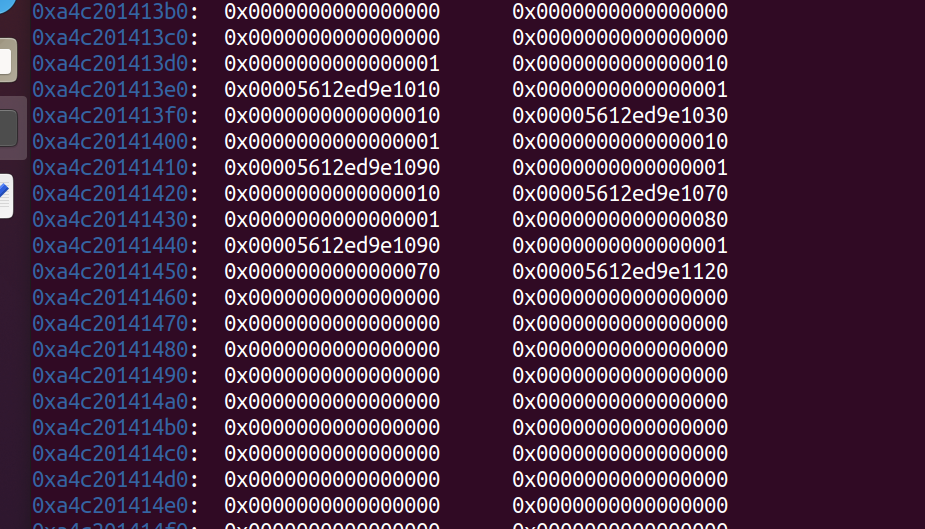 0xa4c201413b0: 0x0000000000000000 0x0000000000000000
0xa4c201413c0: 0x0000000000000000 0x0000000000000000
0xa4c201413d0: 0x0000000000000001 0x0000000000000010
0xa4c201413e0: 0x00005612ed9e1010 0x0000000000000001
0xa4c201413f0: 0x0000000000000010 0x00005612ed9e1030
0xa4c20141400: 0x0000000000000001 0x0000000000000010
0xa4c20141410: 0x00005612ed9e1090 0x0000000000000001
0xa4c20141420: 0x0000000000000010 0x00005612ed9e1070
0xa4c20141430: 0x0000000000000001 0x0000000000000080
0xa4c20141440: 0x00005612ed9e1090 0x0000000000000001
0xa4c20141450: 0x0000000000000070 0x00005612ed9e1120
0xa4c20141460: 0x0000000000000000 0x0000000000000000
0xa4c20141470: 0x0000000000000000 0x0000000000000000
0xa4c20141480: 0x0000000000000000 0x0000000000000000
0xa4c20141490: 0x0000000000000000 0x0000000000000000
0xa4c201414a0: 0x0000000000000000 0x0000000000000000
0xa4c201414b0: 0x0000000000000000 0x0000000000000000
0xa4c201414c0: 0x0000000000000000 0x0000000000000000
0xa4c201414d0: 0x0000000000000000 0x0000000000000000
0xa4c201414e0: 0x0000000000000000 0x0000000000000000